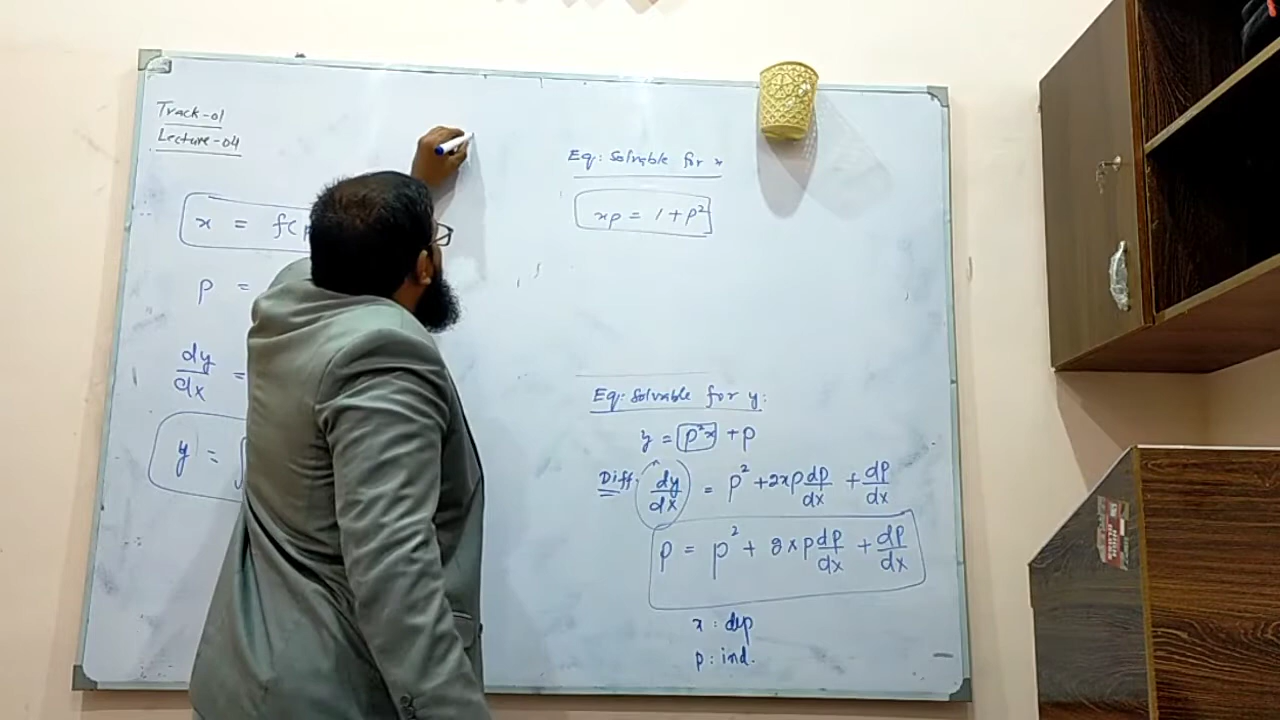 Track-01
Lecture-04
x = f(p
p =
dy/dx =
y = ∫
Eq: Solvable for x
xp = 1 + p²
Eq: Solvable for y:
y = p²x + p
Diff, dy/dx = p² + 2xp dp/dx + dp/dx
p = p² + 2xp dp/dx + dp/dx
x : dep
p : ind.